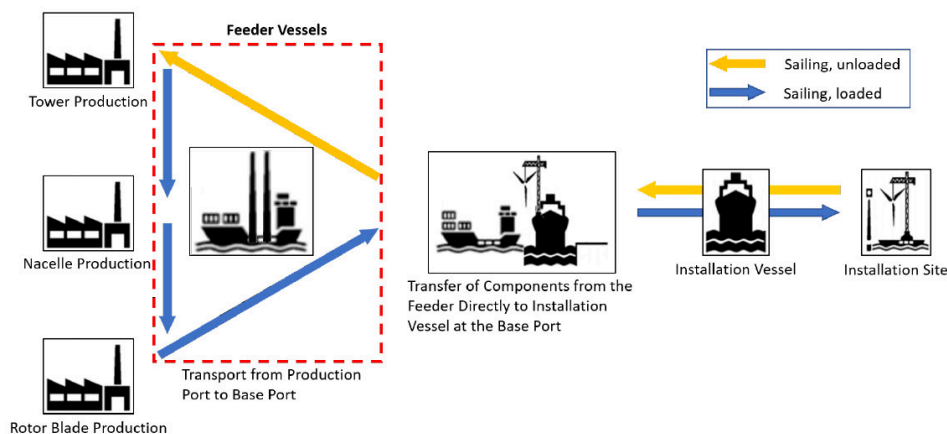 Feeder Vessels
Tower Production
Nacelle Production
Rotor Blade Production
Transport from Production
Port to Base Port
Transfer of Components from the
Feeder Directly to Installation
Vessel at the Base Port
Sailing, unloaded
Sailing, loaded
Installation Vessel
Installation Site